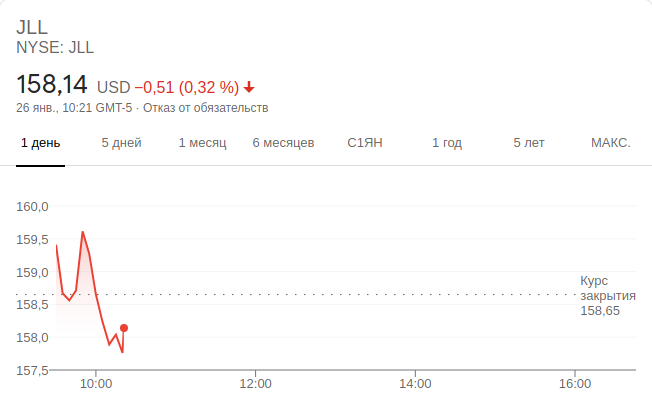 JLL
NYSE: JLL
158,14 USD −0,51 (0,32 %)
26 янв., 10:21 GMT-5 · Отказ от обязательств
1 день 5 дней 1 месяц 6 месяцев С1ЯН 1 год 5 лет МАКС.
160,0
159,5
159,0
158,5
158,0
157,5
Курс
закрытия
158,65
10:00 12:00 14:00 16:00